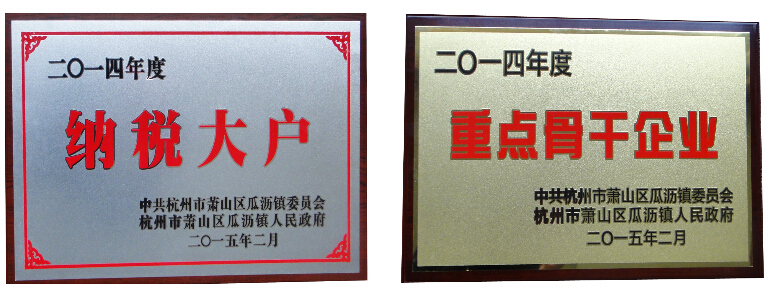 二〇一四年度
纳税大户
中共杭州市萧山区瓜沥镇委员会
杭州市萧山区瓜沥镇人民政府
二〇一五年二月
二〇一四年度
重点骨干企业
中共杭州市萧山区瓜沥镇委员会
杭州市萧山区瓜沥镇人民政府
二〇一五年二月